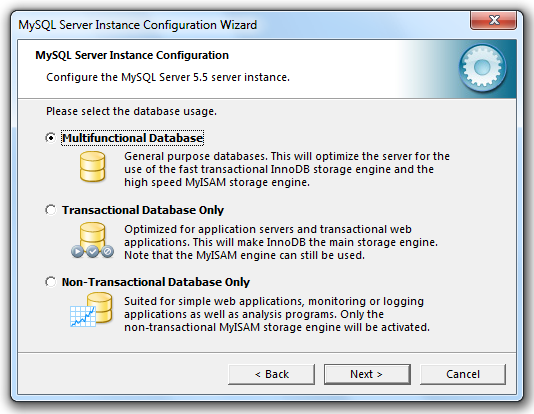 MySQL Server Instance Configuration Wizard
MySQL Server Instance Configuration
Configure the MySQL Server 5.5 server instance.
Please select the database usage.
Multifunctional Database
General purpose databases. This will optimize the server for the
use of the fast transactional InnoDB storage engine and the
high speed MyISAM storage engine.
Transactional Database Only
Optimized for application servers and transactional web
applications. This will make InnoDB the main storage engine.
Note that the MyISAM engine can still be used.
Non-Transactional Database Only
Suited for simple web applications, monitoring or logging
applications as well as analysis programs. Only the
non-transactional MyISAM storage engine will be activated.
< Back Next > Cancel